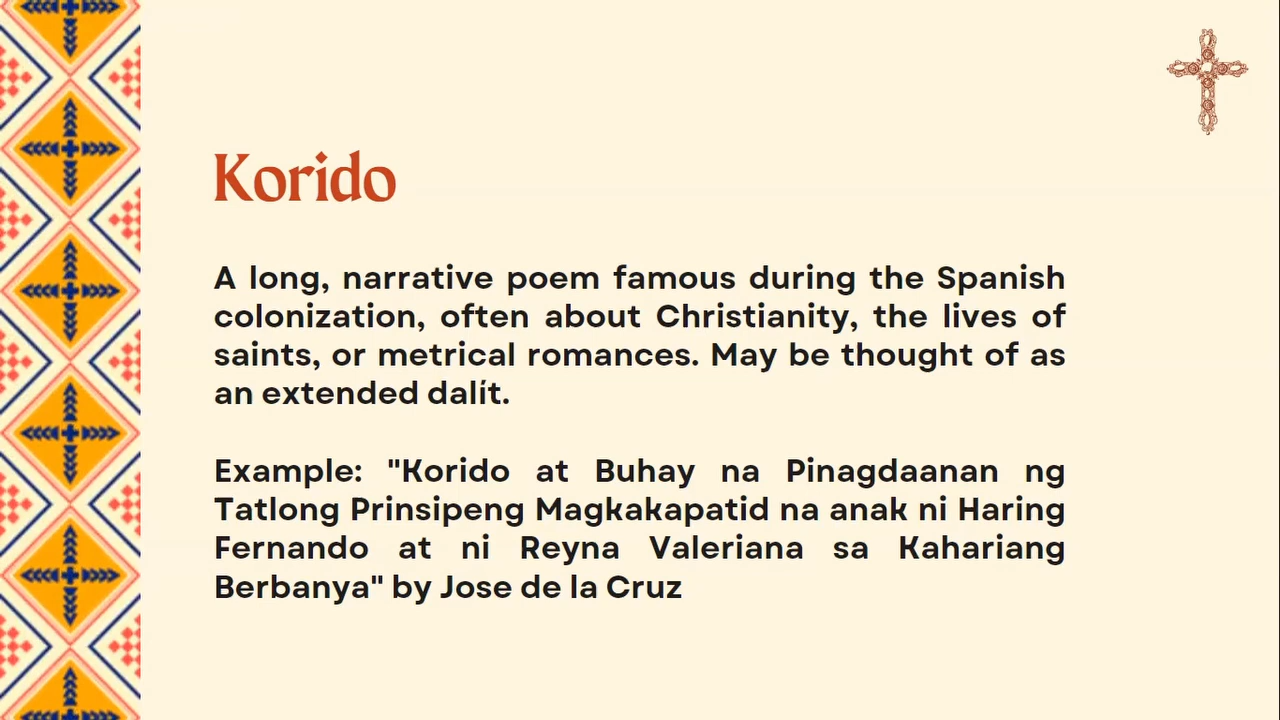 Korido
A long, narrative poem famous during the Spanish
colonization, often about Christianity, the lives of
saints, or metrical romances. May be thought of as
an extended dalít.
Example: "Korido at Buhay na Pinagdaanan ng
Tatlong Prinsipeng Magkakapatid na anak ni Haring
Fernando at ni Reyna Valeriana sa Kahariang
Berbanya" by Jose de la Cruz